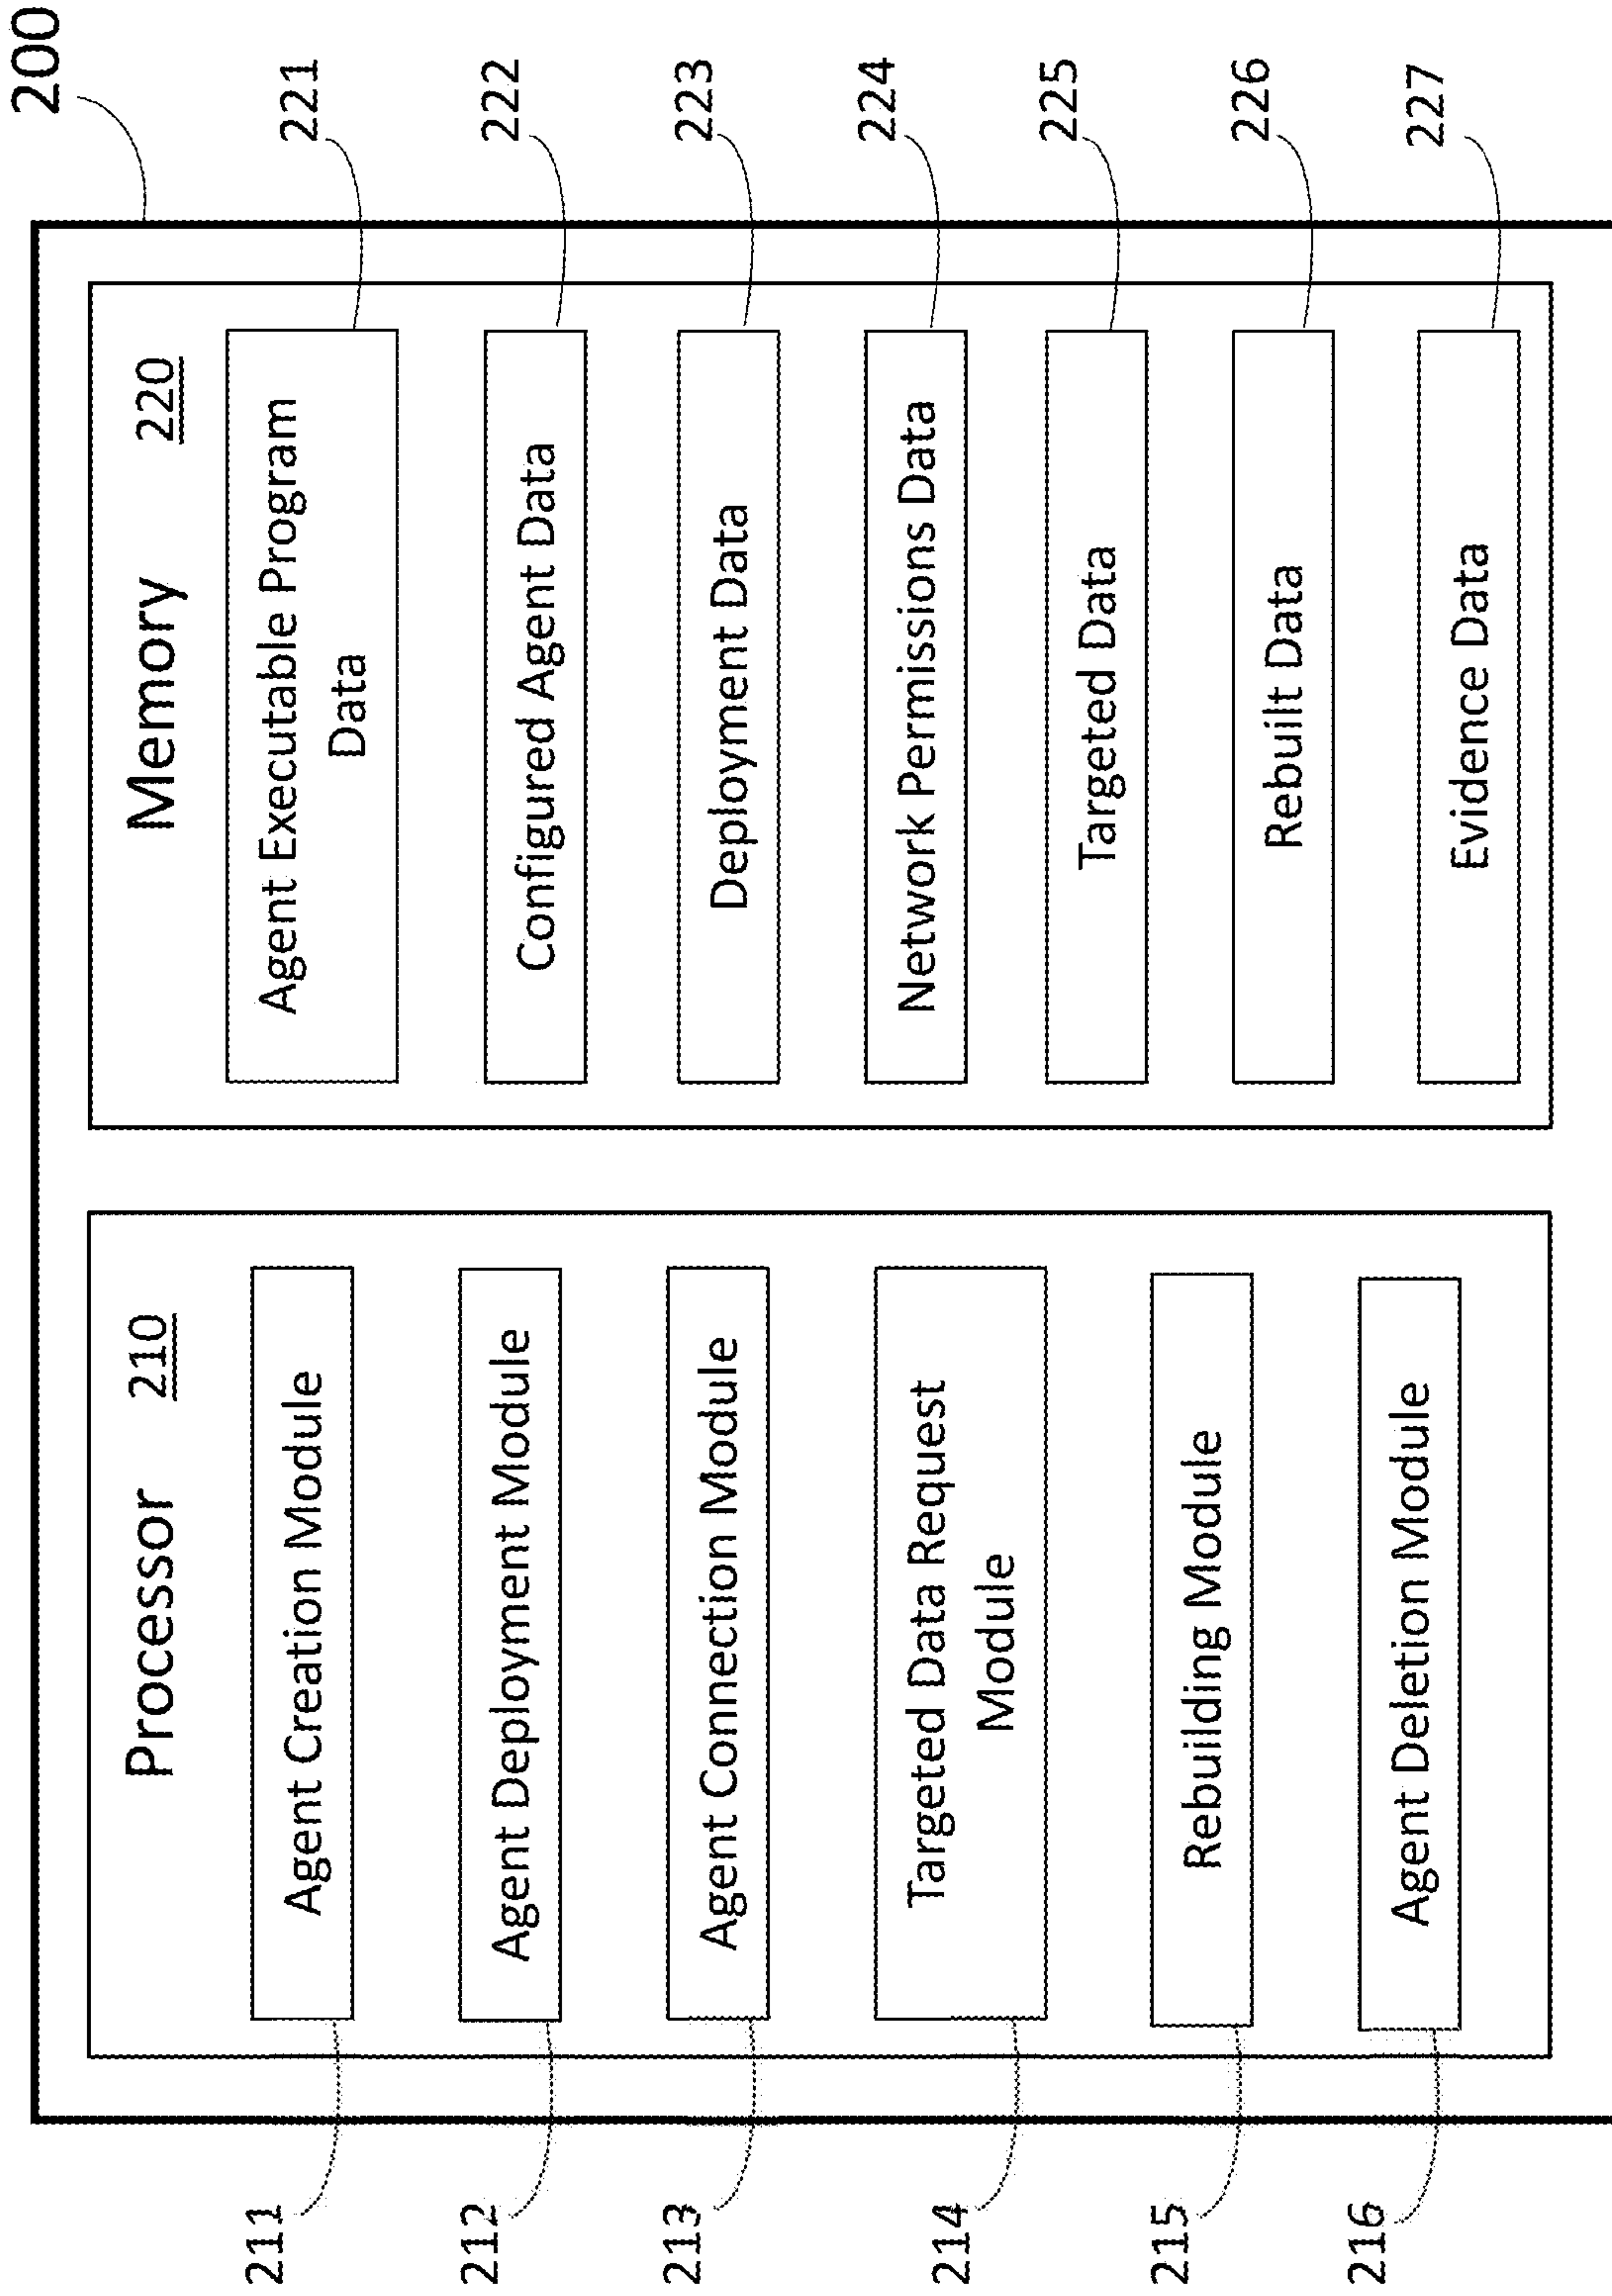 200
Processor 210
Agent Creation Module
Agent Deployment Module
Agent Connection Module
Targeted Data Request
Module
Rebuilding Module
Agent Deletion Module
211
212
213
214
215
216
Memory 220
Agent Executable Program
Data
Configured Agent Data
Deployment Data
Network Permissions Data
Targeted Data
Rebuilt Data
Evidence Data
221
222
223
224
225
226
227